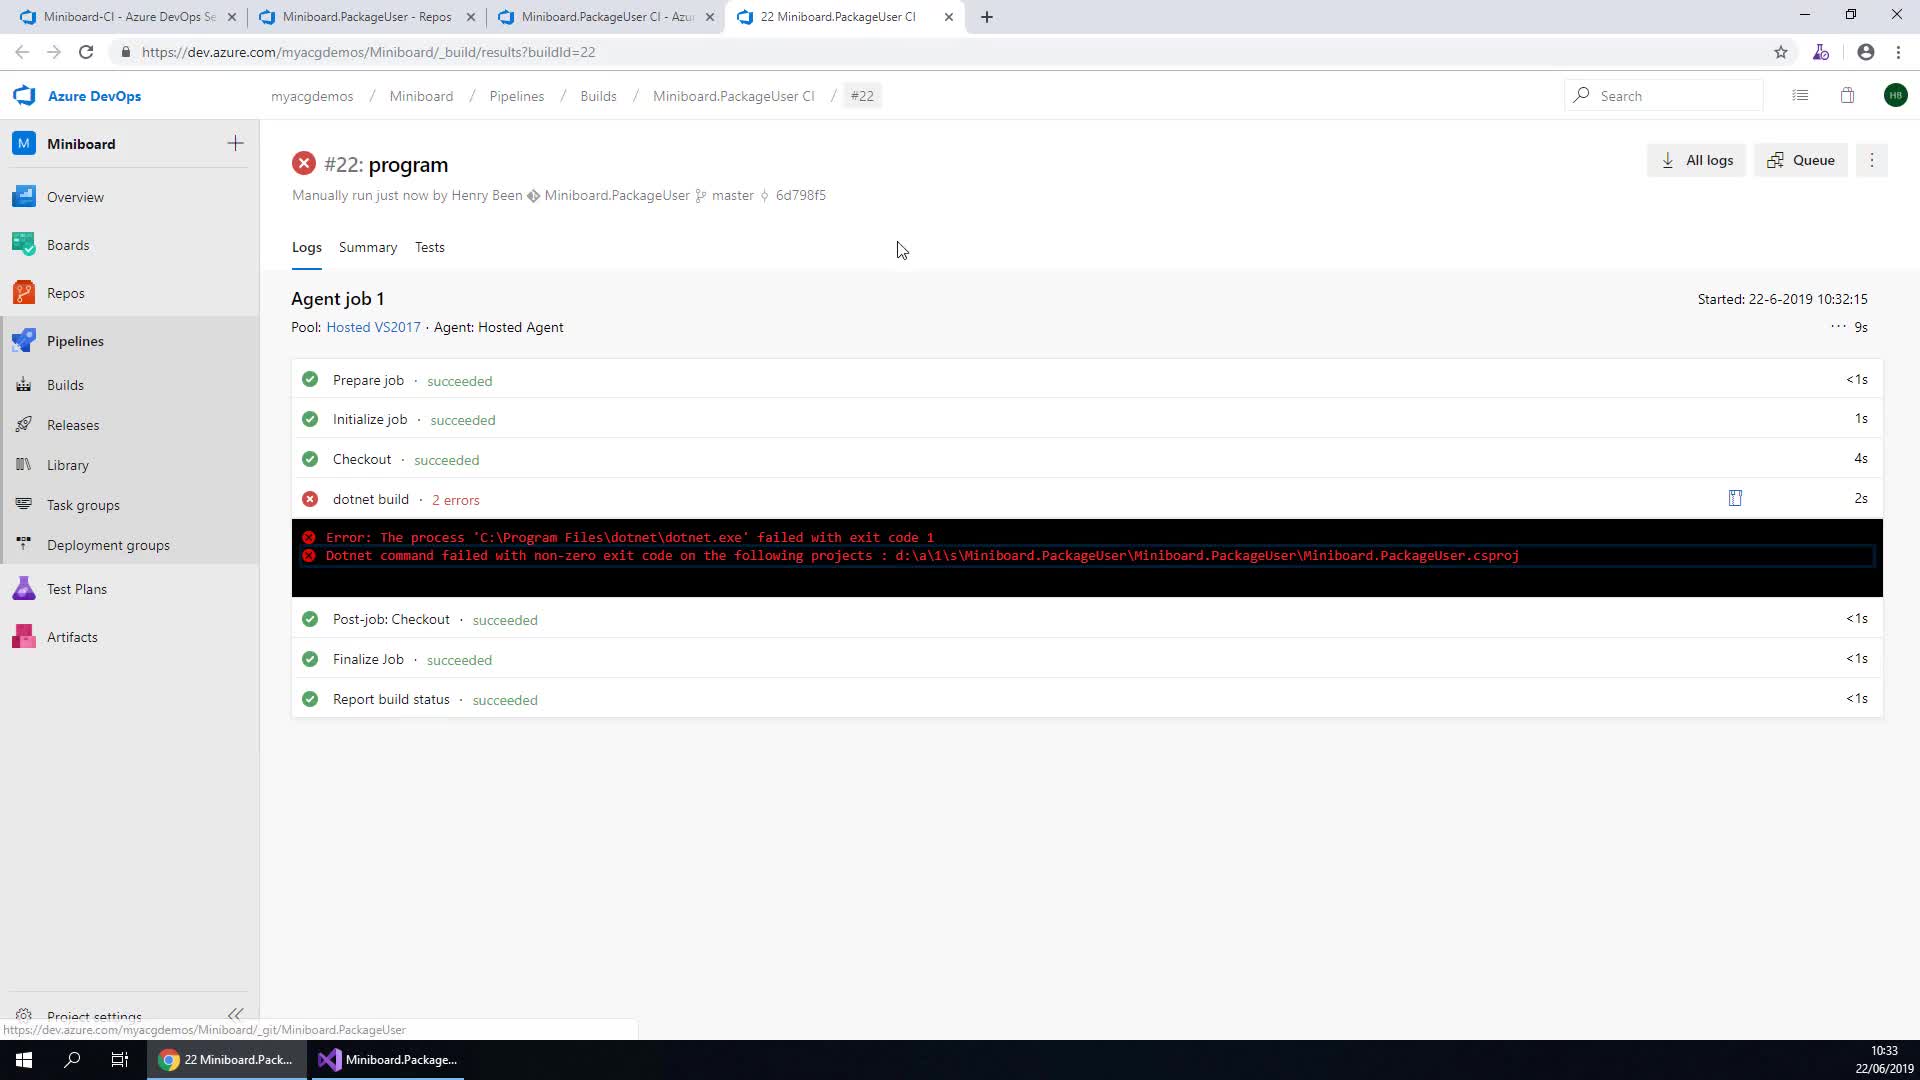 Miniboard-CI - Azure DevOps Se
Miniboard.PackageUser - Repos
Miniboard.PackageUser CI - Azu
22 Miniboard.PackageUser CI
https://dev.azure.com/myacgdemos/Miniboard/_build/results?buildId=22
Azure DevOps
myacgdemos / Miniboard / Pipelines / Builds / Miniboard.PackageUser CI / #22
Search
HB
M Miniboard
Overview
Boards
Repos
Pipelines
Builds
Releases
Library
Task groups
Deployment groups
Test Plans
Artifacts
Project settings
#22: program
Manually run just now by Henry Been Miniboard.PackageUser master 6d798f5
All logs
Queue
Logs Summary Tests
Agent job 1
Started: 22-6-2019 10:32:15
Pool: Hosted VS2017 · Agent: Hosted Agent
··· 9s
Prepare job · succeeded <1s
Initialize job · succeeded 1s
Checkout · succeeded 4s
dotnet build · 2 errors 2s
Error: The process 'C:\Program Files\dotnet\dotnet.exe' failed with exit code 1
Dotnet command failed with non-zero exit code on the following projects : d:\a\1\s\Miniboard.PackageUser\Miniboard.PackageUser\Miniboard.PackageUser.csproj
Post-job: Checkout · succeeded <1s
Finalize Job · succeeded <1s
Report build status · succeeded <1s
https://dev.azure.com/myacgdemos/Miniboard/_git/Miniboard.PackageUser
22 Miniboard.Pack...
Miniboard.Package...
10:33
22/06/2019